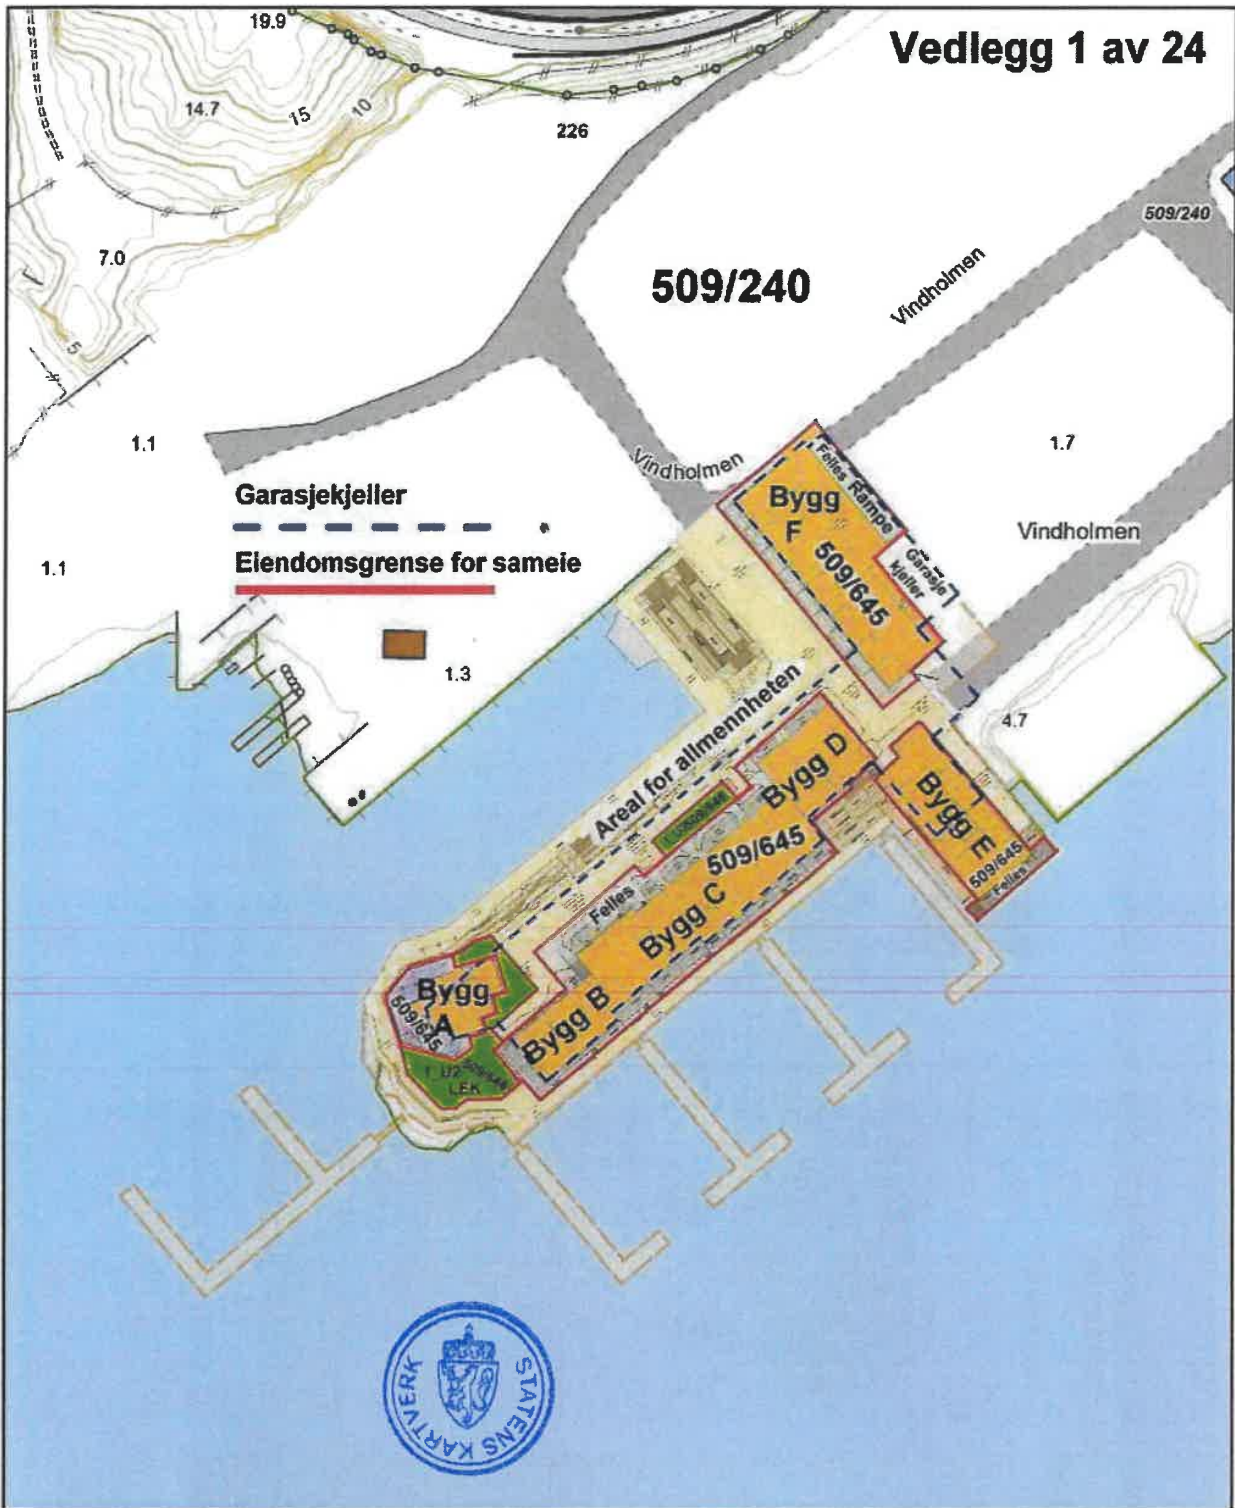 Vedlegg 1 av 24
19.9
14.7
15
10
226
7.0
5
509/240
509/240
Vindholmen
1.1
1.7
Vindholmen
Garasjekjeller
Eiendomsgrense for sameie
Vindholmen
1.1
1.3
4.7
Felles Rampe
Garasje
kjeller
Bygg
F
509/645
Areal for allmennheten
Bygg D
509/645
Bygg C
Felles
Bygg E
509/645
Felles
Bygg
A
509/645
Bygg B
LEK
STATENS KARTVERK